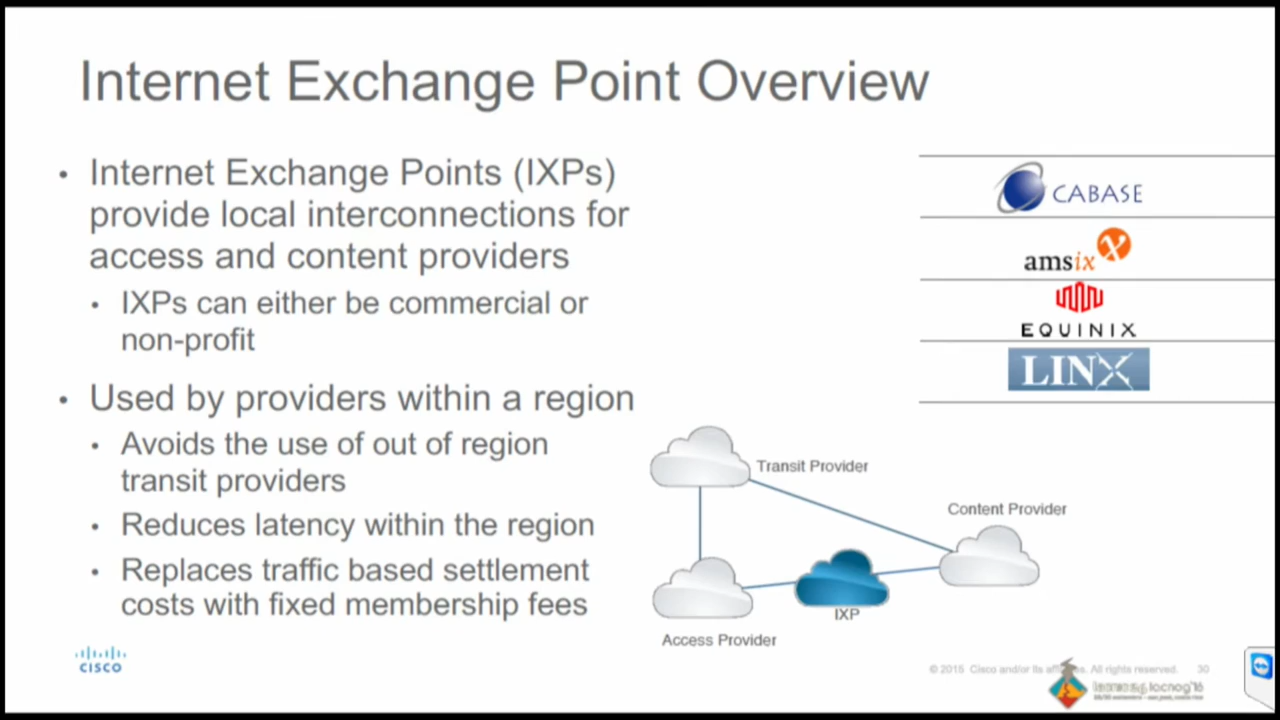 Internet Exchange Point Overview
• Internet Exchange Points (IXPs)
provide local interconnections for
access and content providers
• IXPs can either be commercial or
non-profit
• Used by providers within a region
• Avoids the use of out of region
transit providers
• Reduces latency within the region
• Replaces traffic based settlement
costs with fixed membership fees
CABASE
amsix
EQUINIX
LINX
Transit Provider
Content Provider
IXP
Access Provider
CISCO
© 2015 Cisco and/or its affiliates. All rights reserved. 30
lacnog'16